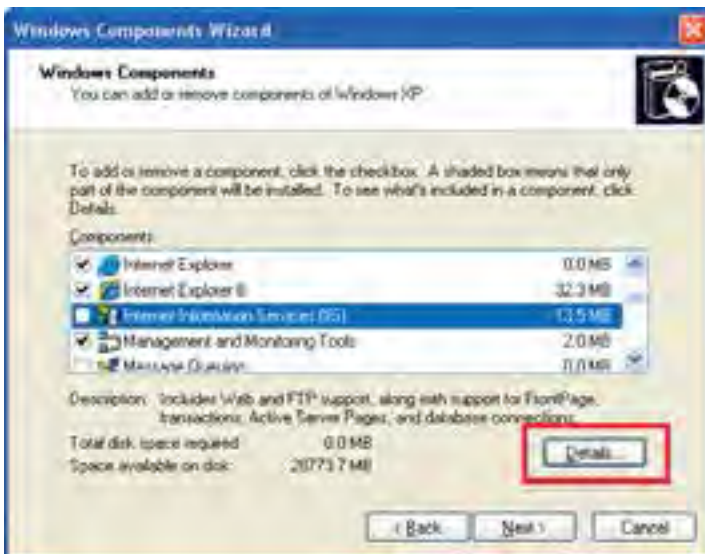 Windows Components Wizard
Windows Components
You can add or remove components of Windows XP.
To add or remove a component, click the checkbox. A shaded box means that only
part of the component will be installed. To see what's included in a component, click
Details.
Components:
Internet Explorer 0.0 MB
Internet Explorer 8 32.3 MB
Internet Information Services (IIS) 13.5 MB
Management and Monitoring Tools 2.0 MB
Message Queuing 0.0 MB
Description: Includes Web and FTP support, along with support for FrontPage,
transactions, Active Server Pages, and database connections.
Total disk space required: 0.0 MB
Space available on disk: 20773.7 MB
Details...
< Back Next > Cancel